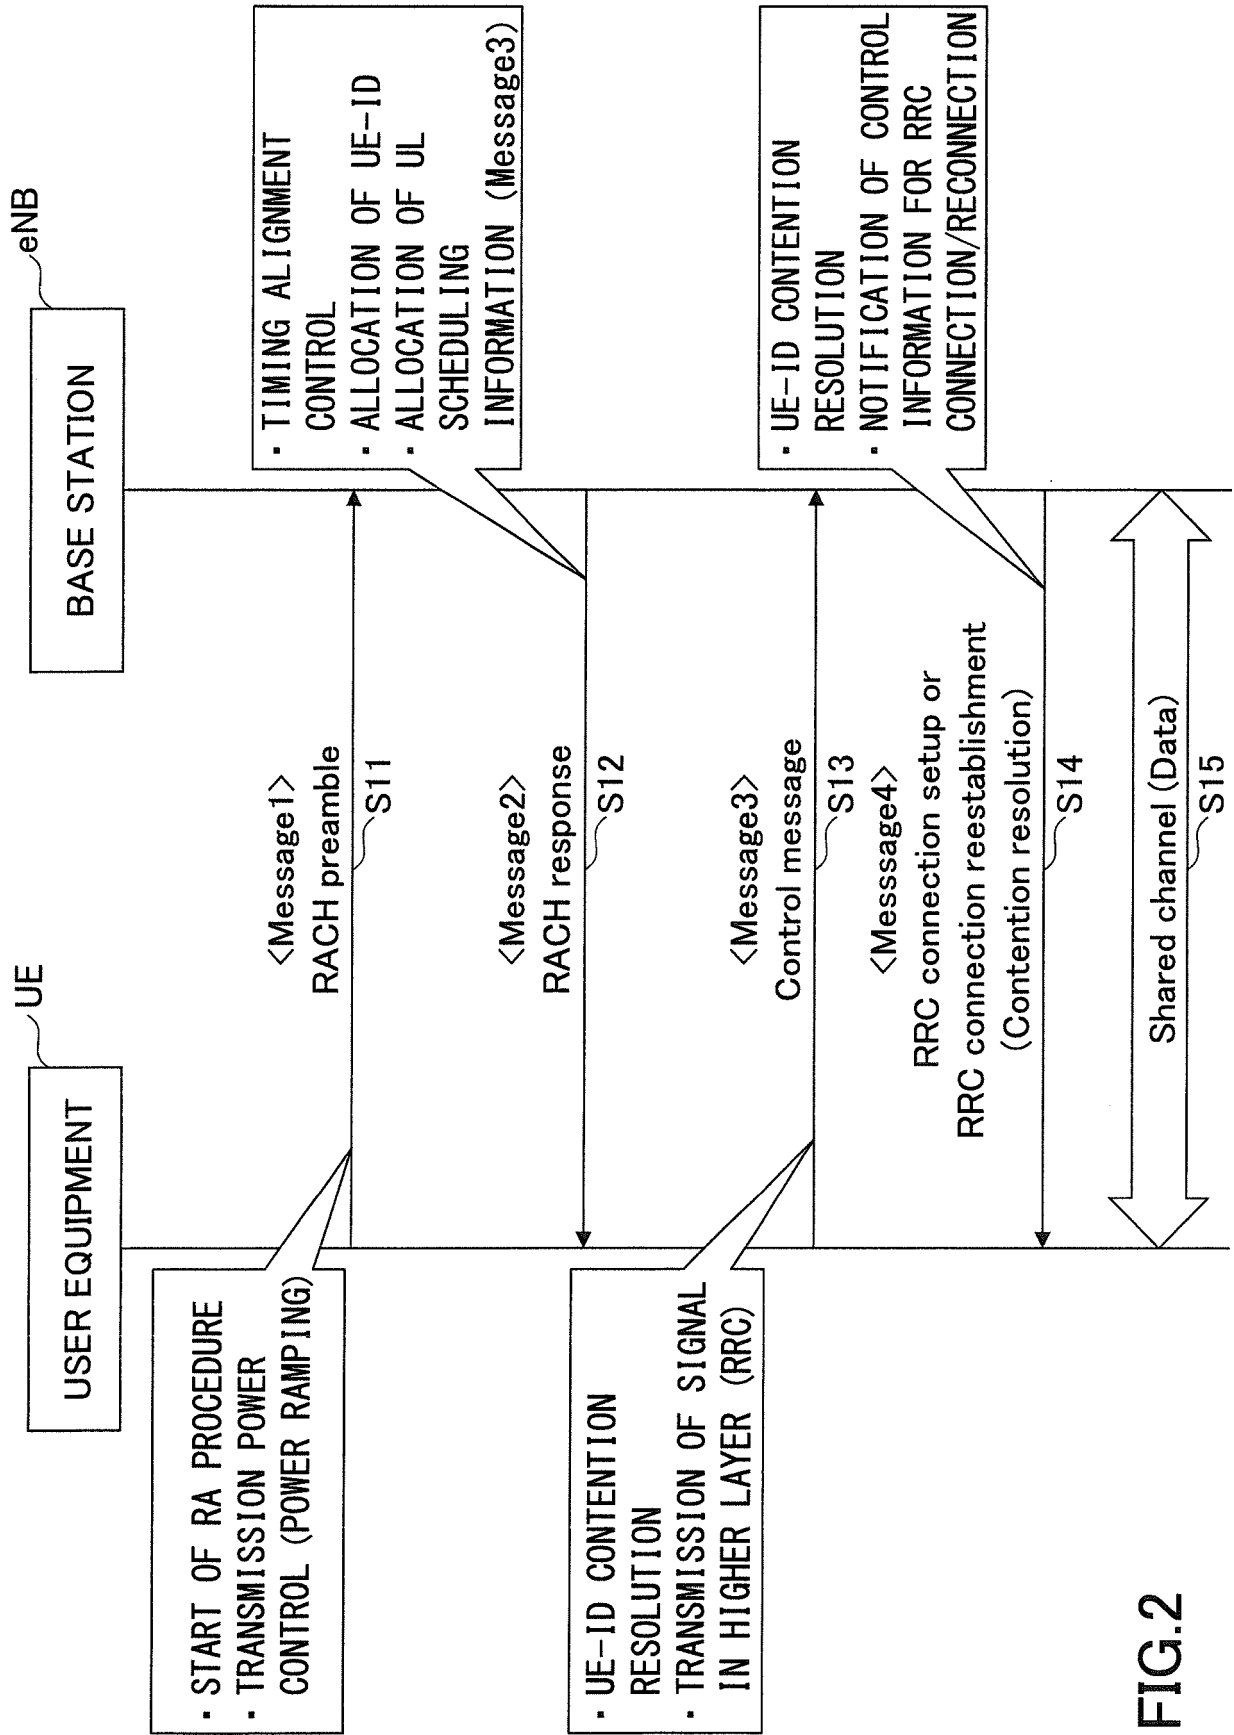 UE
USER EQUIPMENT
eNB
BASE STATION
· START OF RA PROCEDURE
· TRANSMISSION POWER
CONTROL (POWER RAMPING)
<Message1>
RACH preamble
S11
· TIMING ALIGNMENT
CONTROL
· ALLOCATION OF UE-ID
· ALLOCATION OF UL
SCHEDULING
INFORMATION (Message3)
<Message2>
RACH response
S12
· UE-ID CONTENTION
RESOLUTION
· TRANSMISSION OF SIGNAL
IN HIGHER LAYER (RRC)
<Message3>
Control message
S13
· UE-ID CONTENTION
RESOLUTION
· NOTIFICATION OF CONTROL
INFORMATION FOR RRC
CONNECTION/RECONNECTION
<Message4>
RRC connection setup or
RRC connection reestablishment
(Contention resolution)
S14
Shared channel (Data)
S15
FIG.2